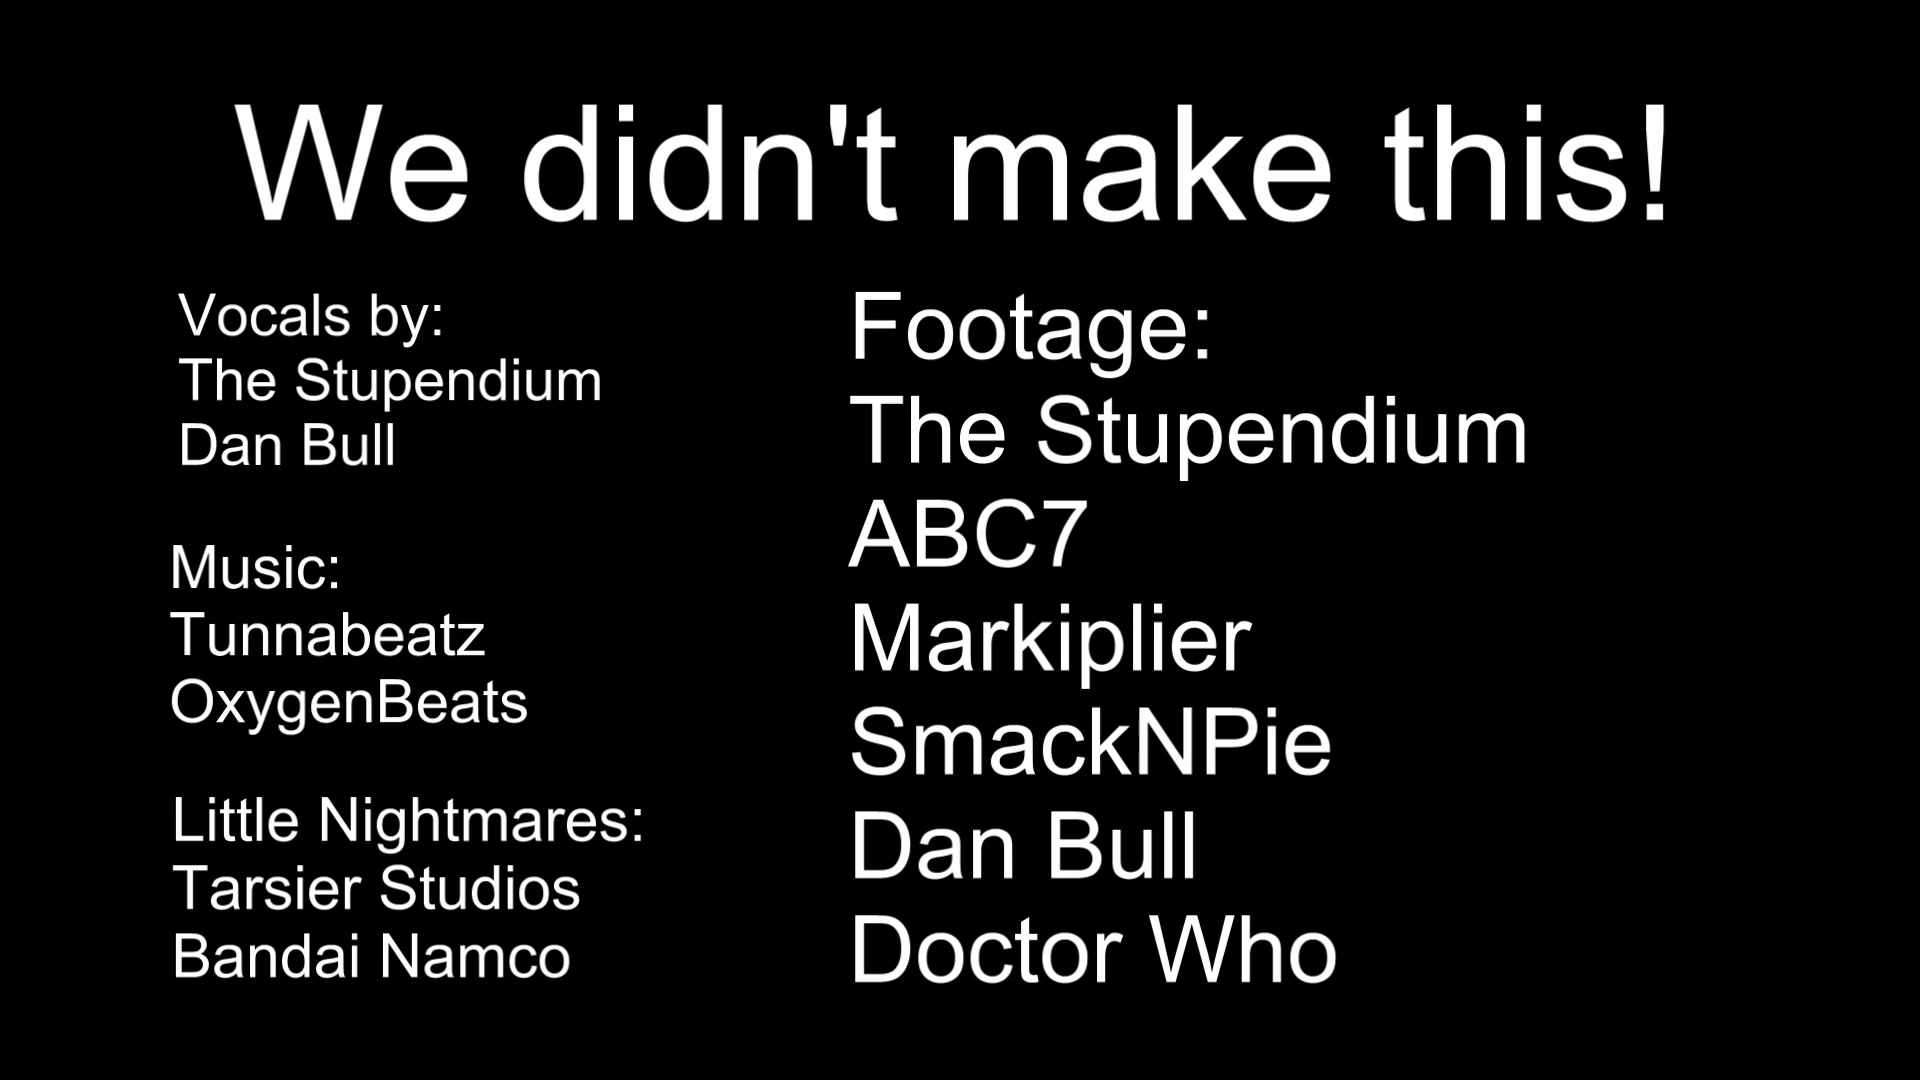 We didn't make this!
Vocals by:
The Stupendium
Dan Bull
Music:
Tunnabeatz
OxygenBeats
Little Nightmares:
Tarsier Studios
Bandai Namco
Footage:
The Stupendium
ABC7
Markiplier
SmackNPie
Dan Bull
Doctor Who